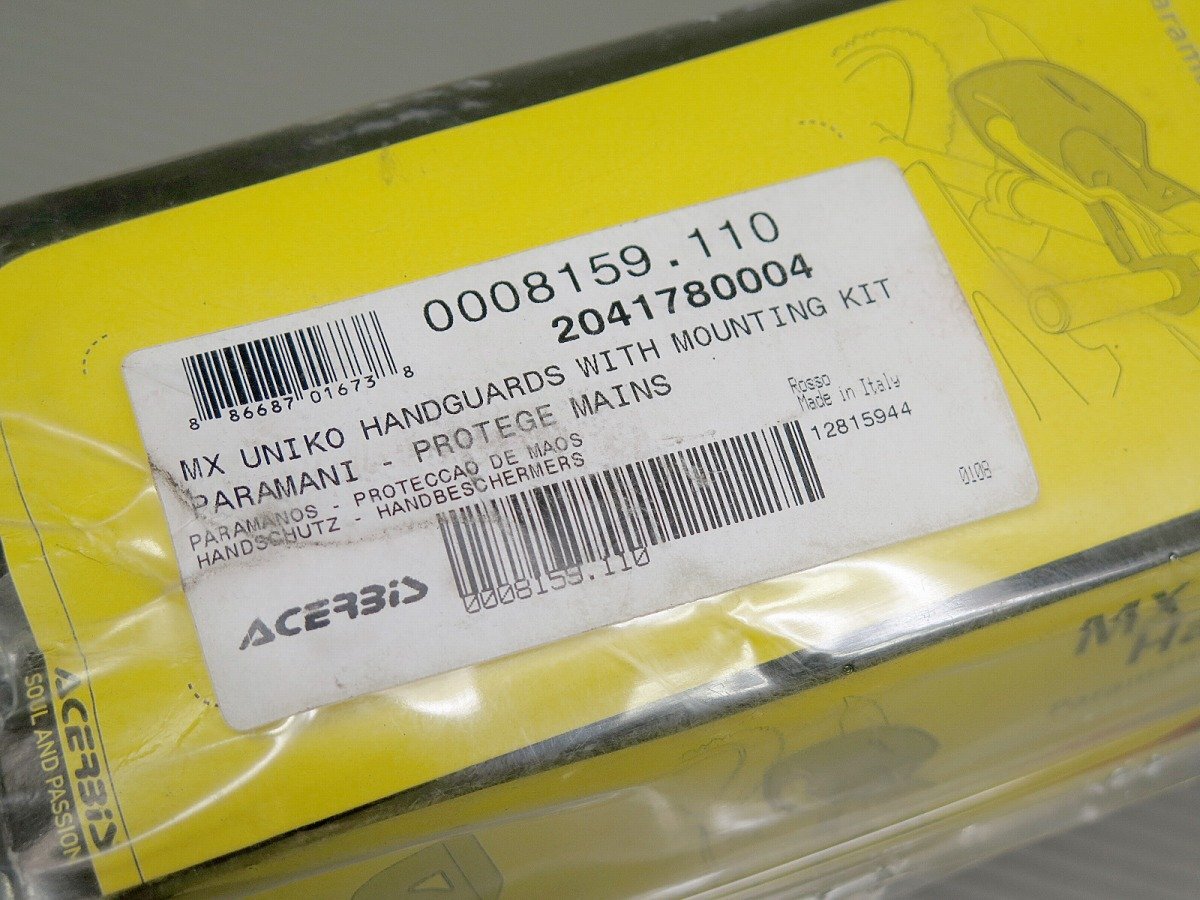 0008159.110
2041780004
8 86687 01673 8
MX UNIKO HANDGUARDS WITH MOUNTING KIT
PARAMANI - PROTEGE MAINS
PARAMANOS - PROTECCAO DE MAOS
HANDSCHUTZ - HANDBESCHERMERS
Rosso
Made in Italy
12815944
0108
0008159.110
ACERBIS
ACERBIS
SOUL AND PASSION
MX